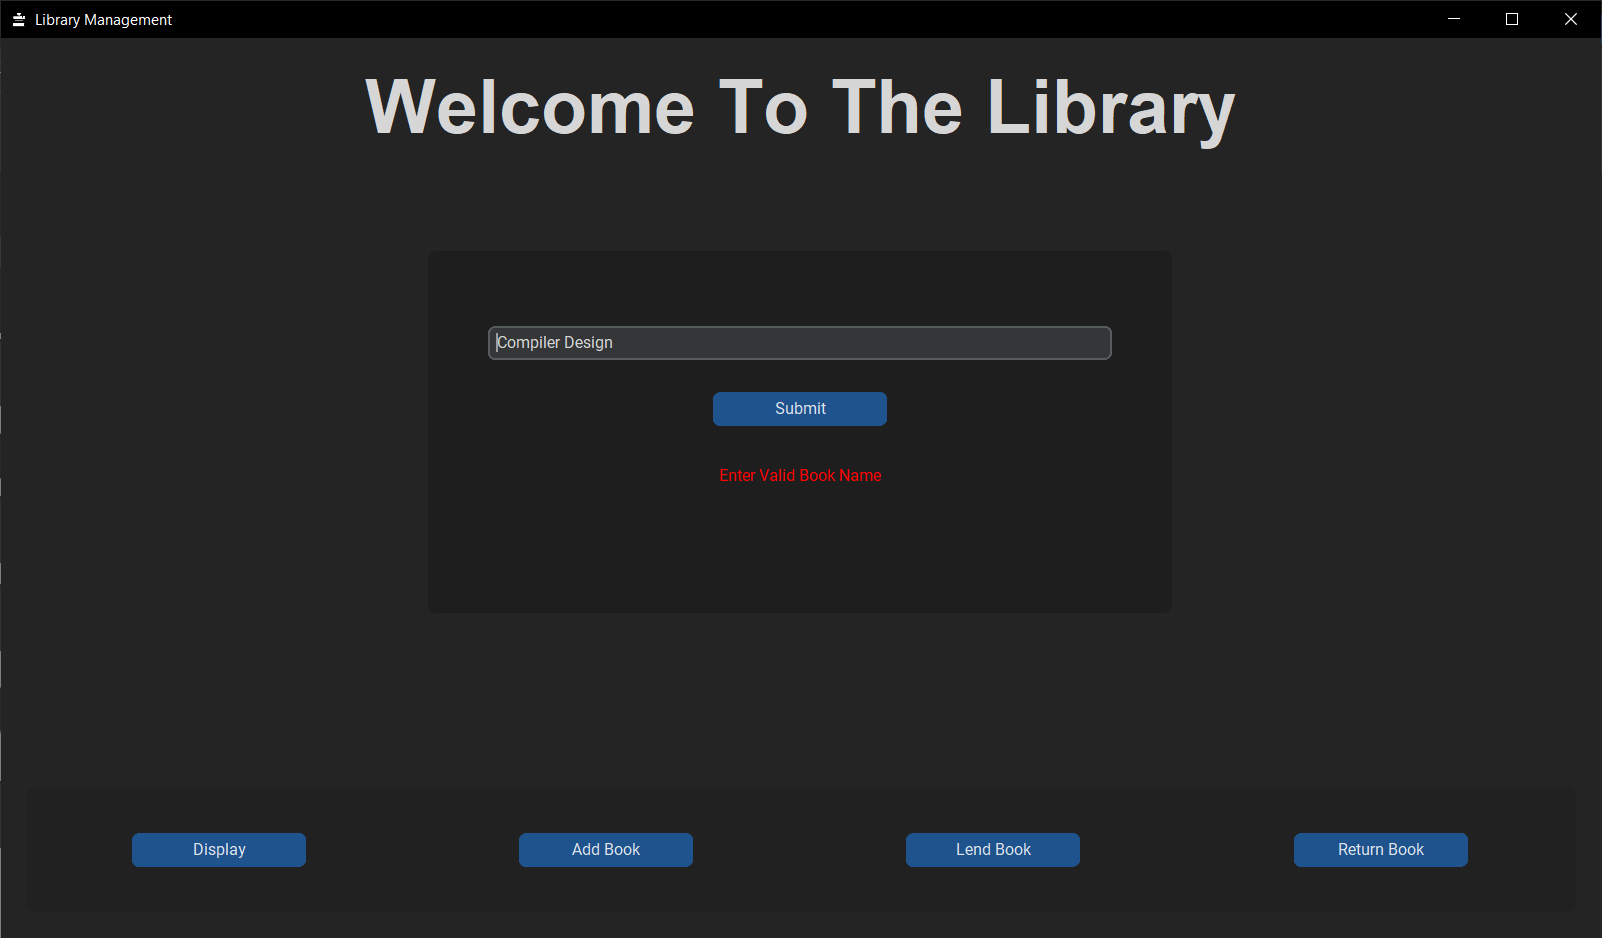 Library Management
Welcome To The Library
Compiler Design
Submit
Enter Valid Book Name
Display
Add Book
Lend Book
Return Book